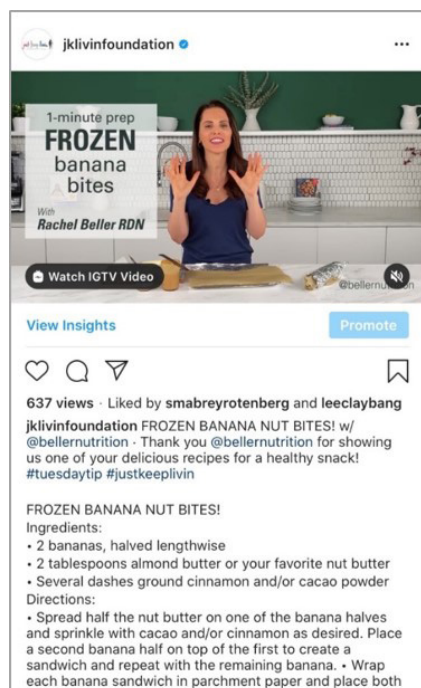 jklivinfoundation
1-minute prep
FROZEN
banana
bites
With
Rachel Beller RDN
Watch IGTV Video
@bellernutrition
View Insights
Promote
637 views · Liked by smabreyrotenberg and leeclaybang
jklivinfoundation FROZEN BANANA NUT BITES! w/
@bellernutrition · Thank you @bellernutrition for showing
us one of your delicious recipes for a healthy snack!
#tuesdaytip #justkeeplivin
FROZEN BANANA NUT BITES!
Ingredients:
• 2 bananas, halved lengthwise
• 2 tablespoons almond butter or your favorite nut butter
• Several dashes ground cinnamon and/or cacao powder
Directions:
• Spread half the nut butter on one of the banana halves
and sprinkle with cacao and/or cinnamon as desired. Place
a second banana half on top of the first to create a
sandwich and repeat with the remaining banana. • Wrap
each banana sandwich in parchment paper and place both